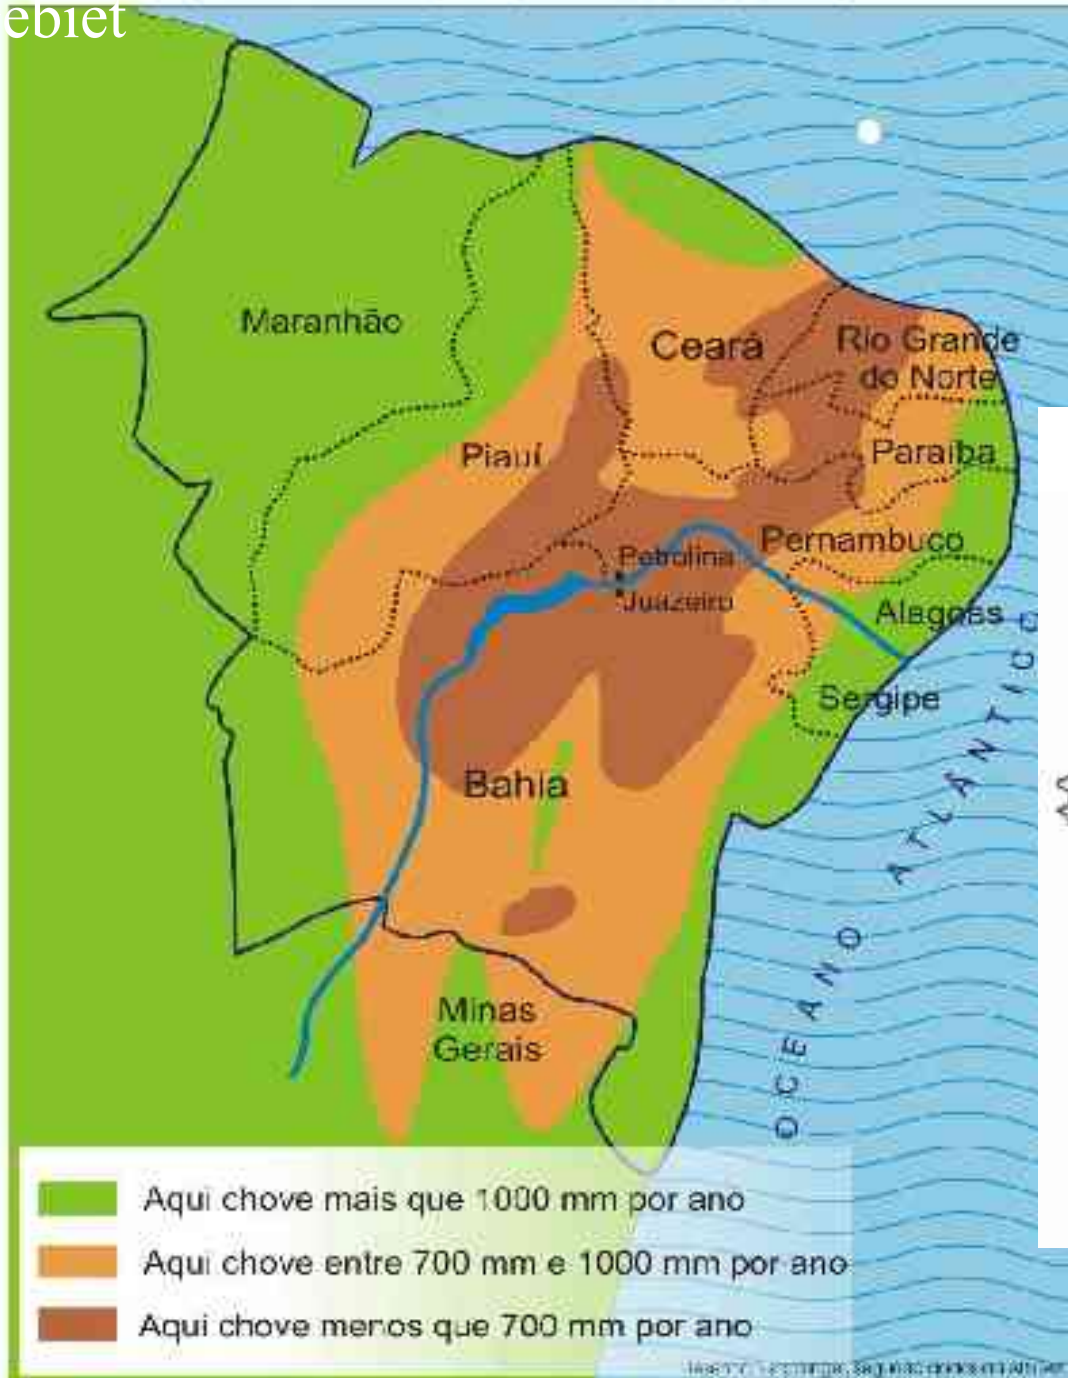 ebiet
Maranhão
Ceará
Rio Grande
do Norte
Piauí
Paraíba
Pernambuco
Petrolina
Juazeiro
Alagoas
Sergipe
Bahia
Minas
Gerais
OCEANO ATLÂNTICO
Aqui chove mais que 1000 mm por ano
Aqui chove entre 700 mm e 1000 mm por ano
Aqui chove menos que 700 mm por ano